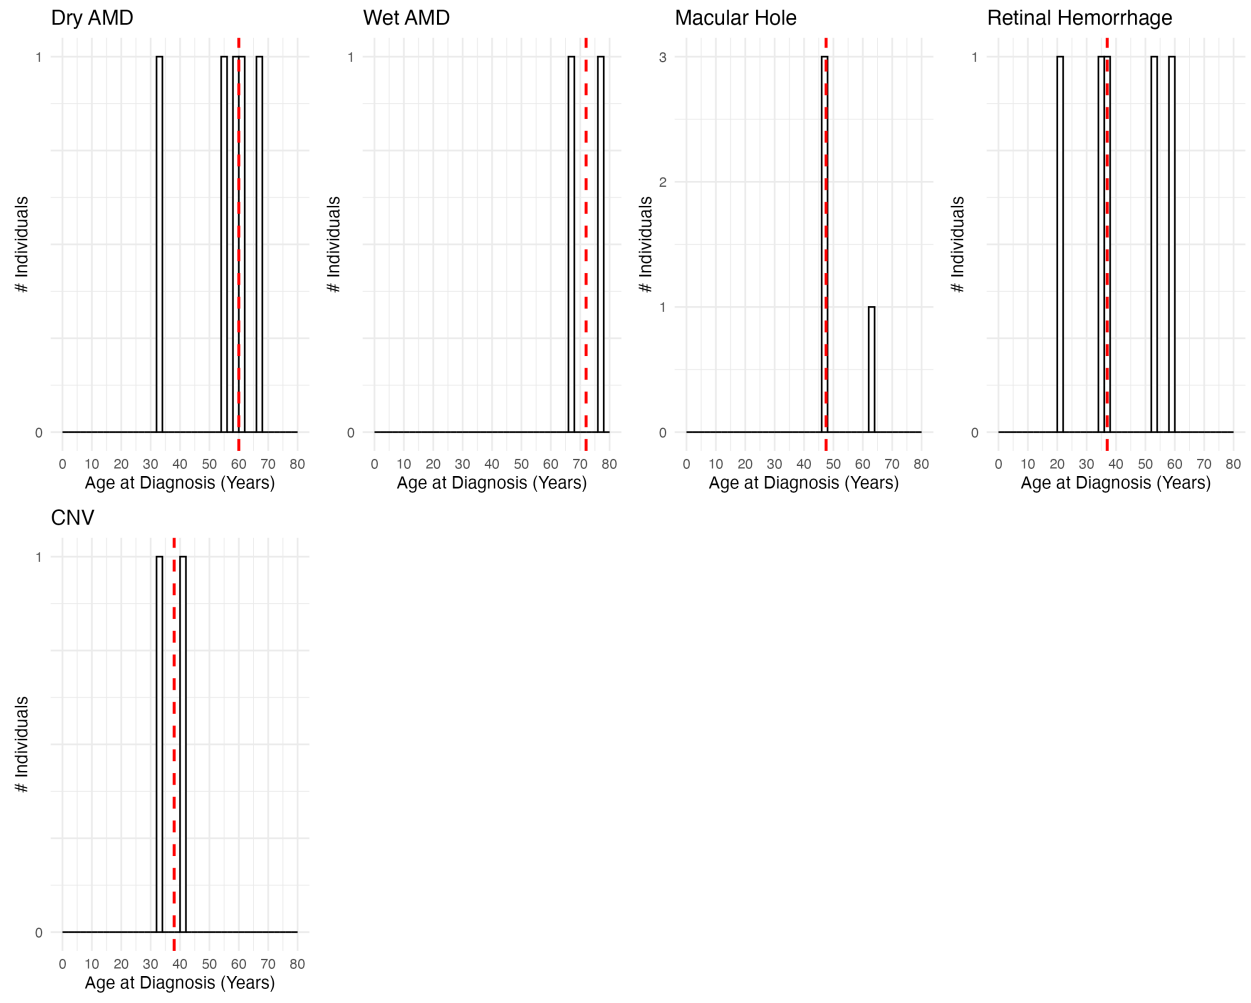 Dry AMD
1
0
# Individuals
0 10 20 30 40 50 60 70 80
Age at Diagnosis (Years)
Wet AMD
1
0
# Individuals
0 10 20 30 40 50 60 70 80
Age at Diagnosis (Years)
Macular Hole
3
2
1
0
# Individuals
0 10 20 30 40 50 60 70 80
Age at Diagnosis (Years)
Retinal Hemorrhage
1
0
# Individuals
0 10 20 30 40 50 60 70 80
Age at Diagnosis (Years)
CNV
1
0
# Individuals
0 10 20 30 40 50 60 70 80
Age at Diagnosis (Years)